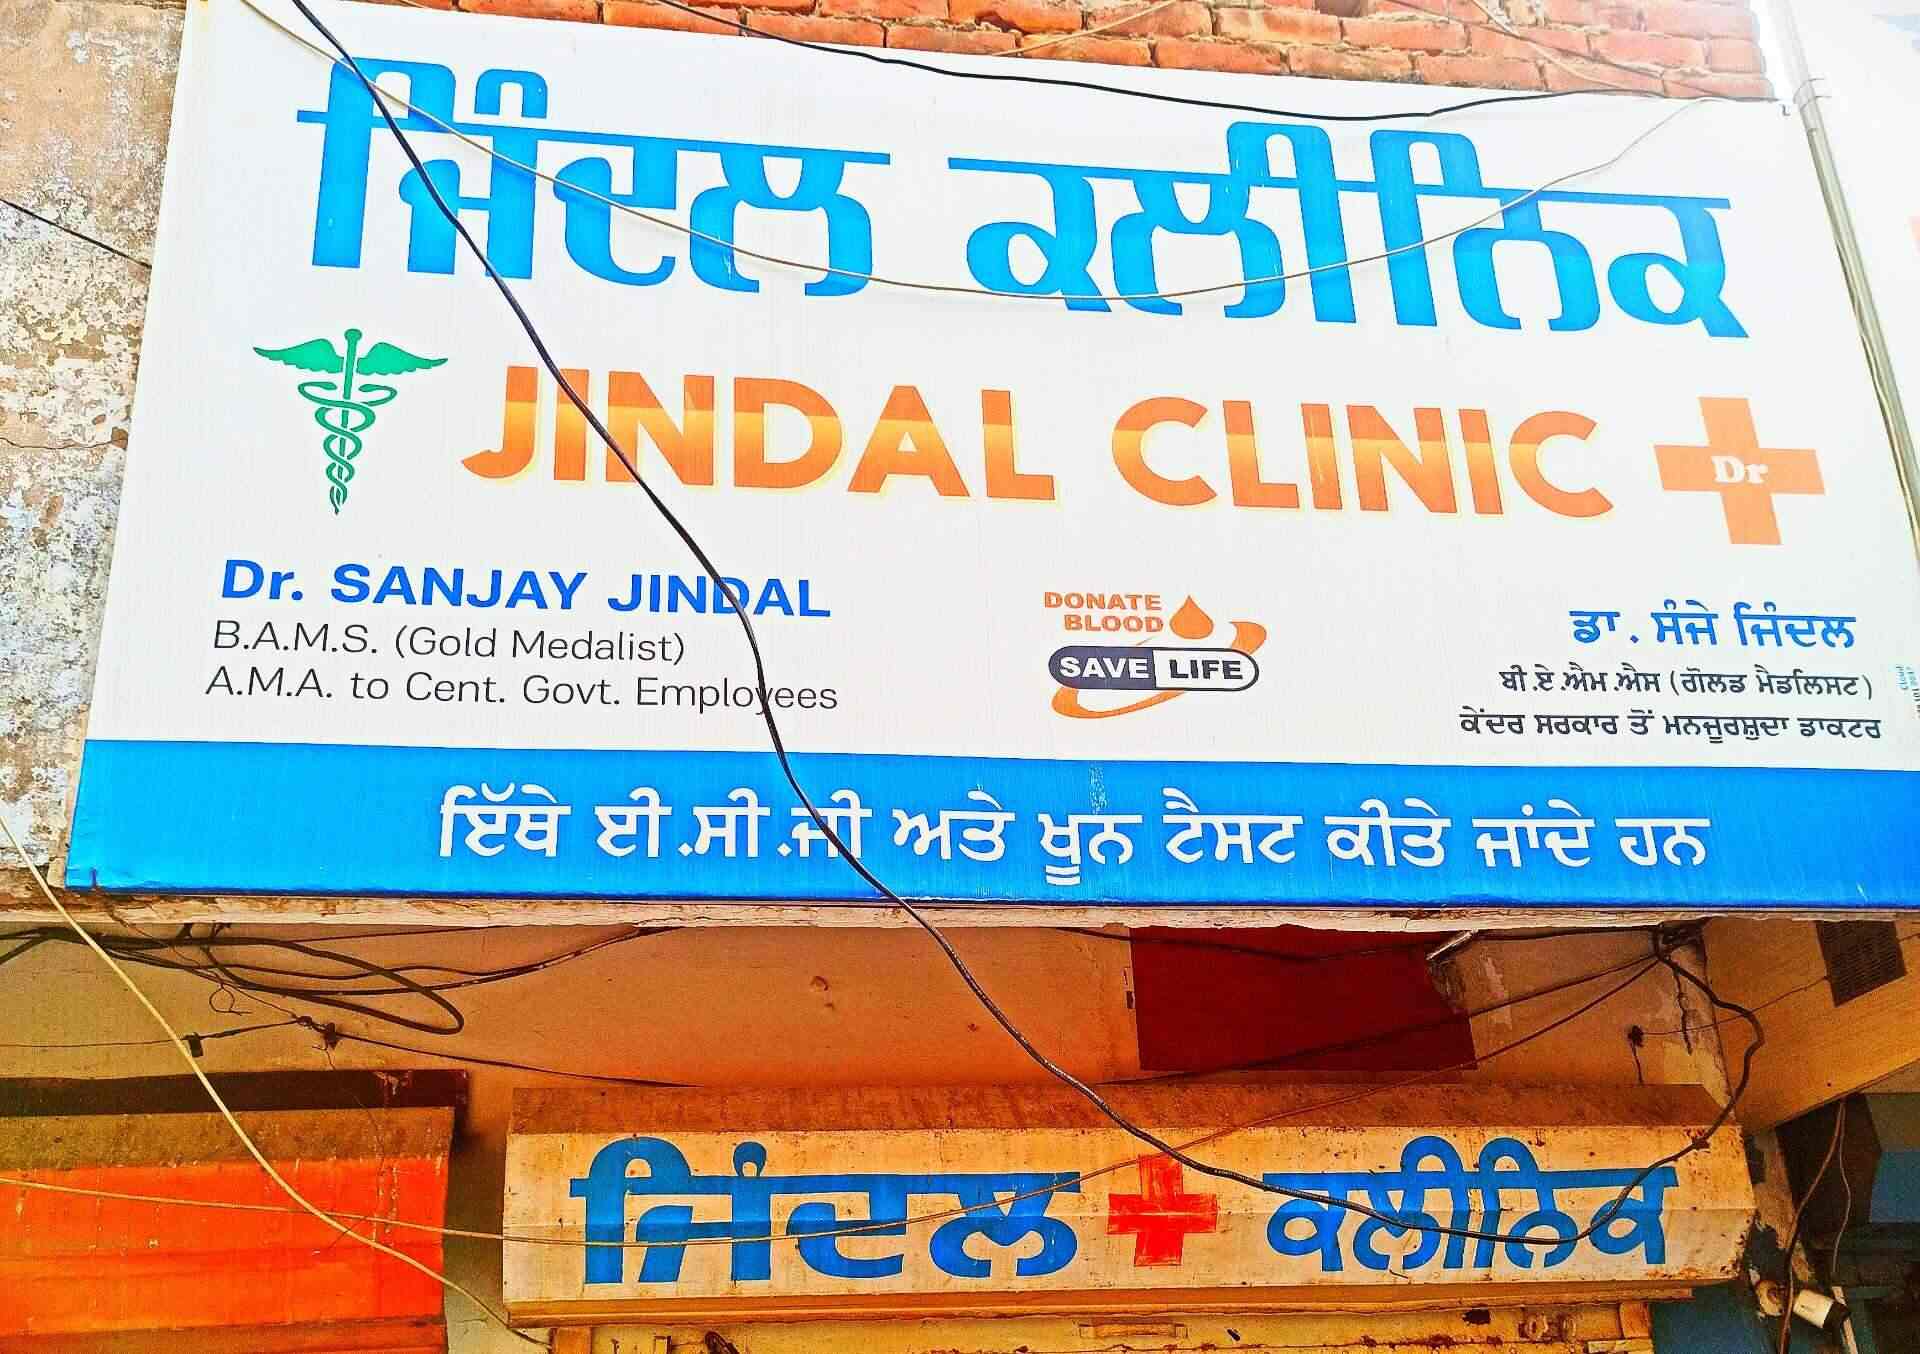 ਜਿੰਦਲ ਕਲੀਨਿਕ
JINDAL CLINIC
Dr
Dr. SANJAY JINDAL
B.A.M.S. (Gold Medalist)
A.M.A. to Cent. Govt. Employees
DONATE
BLOOD
SAVE LIFE
ਡਾ. ਸੰਜੇ ਜਿੰਦਲ
ਬੀ.ਏ.ਐਮ.ਐਸ (ਗੋਲਡ ਮੈਡਲਿਸਟ)
ਕੇਂਦਰ ਸਰਕਾਰ ਤੋਂ ਮਨਜੂਰਸ਼ੁਦਾ ਡਾਕਟਰ
ਇੱਥੇ ਈ.ਸੀ.ਜੀ ਅਤੇ ਖੂਨ ਟੈਸਟ ਕੀਤੇ ਜਾਂਦੇ ਹਨ
ਜਿੰਦਲ ਕਲੀਨਿਕ